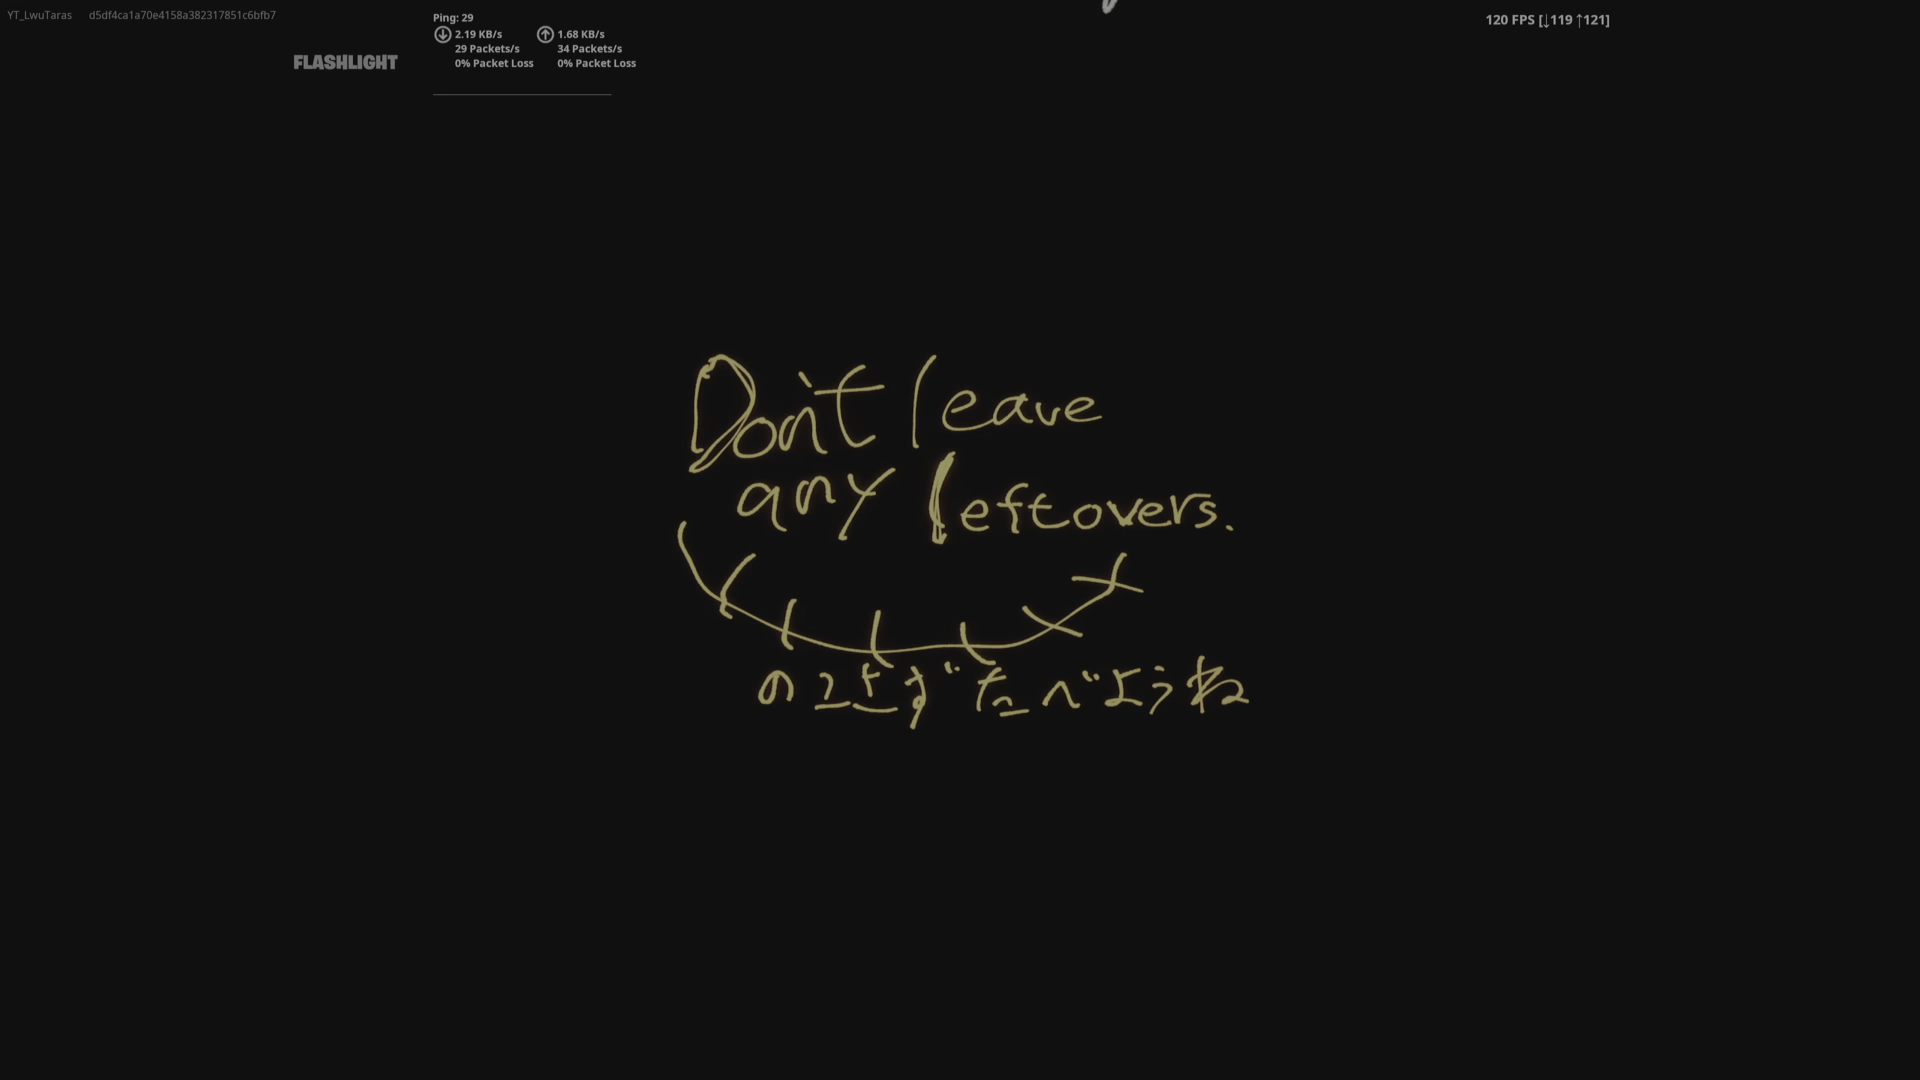 YT_LwuTaras d5df4ca1a70e4158a382317851c6bfb7
Ping: 29
2.19 KB/s 1.68 KB/s
29 Packets/s 34 Packets/s
0% Packet Loss 0% Packet Loss
FLASHLIGHT
120 FPS [↓119 ↑121]
Don't leave
any leftovers.
のこさずたべようね